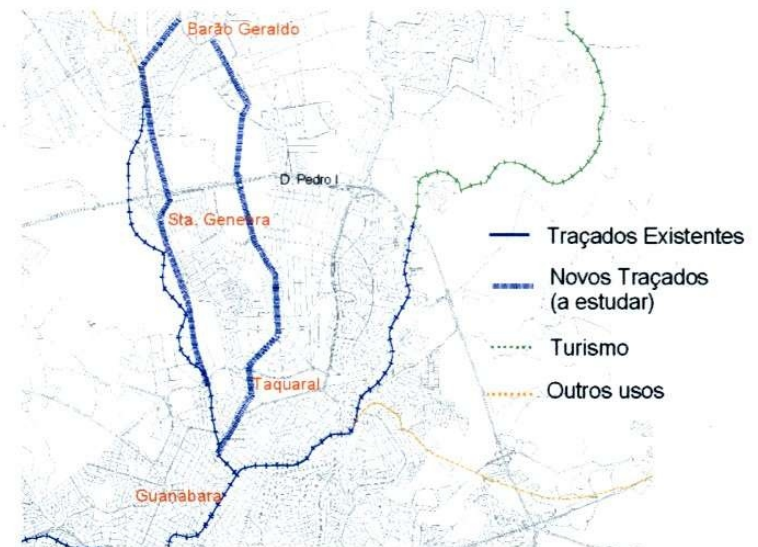 Barão Geraldo
D. Pedro I
Sta. Genebra
Traçados Existentes
Novos Traçados
(a estudar)
Turismo
Taquaral
Outros usos
Guanabara